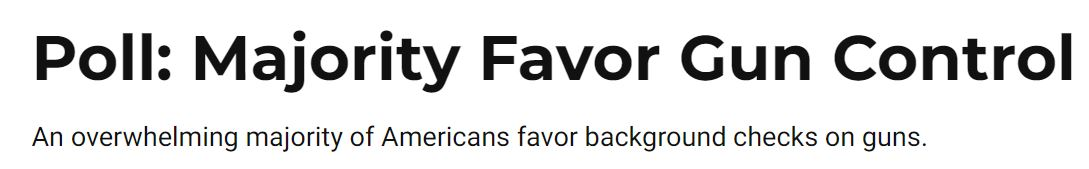 Poll: Majority Favor Gun Control
An overwhelming majority of Americans favor background checks on guns.